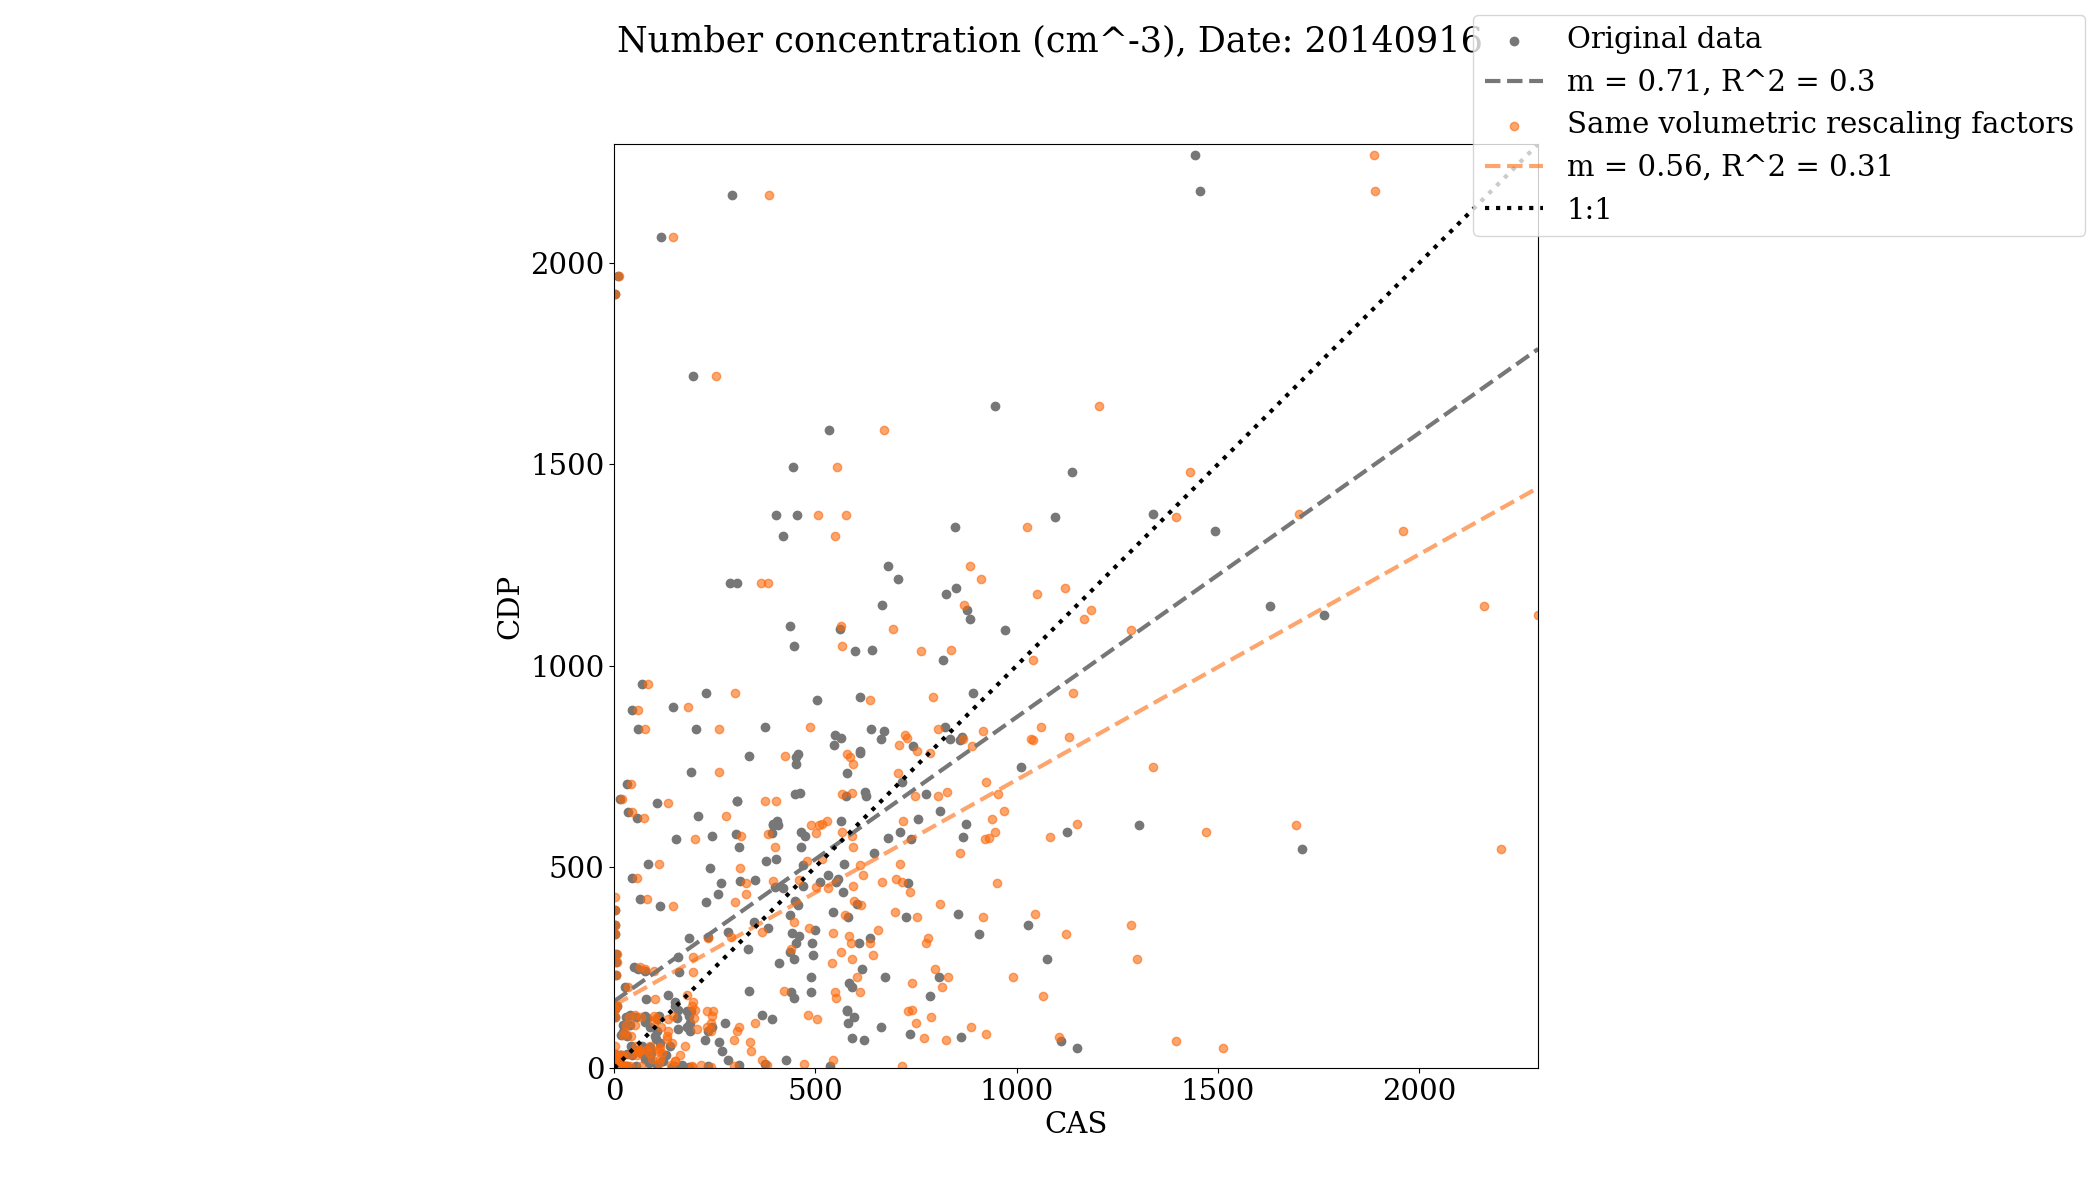 Number concentration (cm^-3), Date: 20140916
Original data
m = 0.71, R^2 = 0.3
Same volumetric rescaling factors
m = 0.56, R^2 = 0.31
1:1
2000
1500
1000
500
0
CDP
0 500 1000 1500 2000
CAS